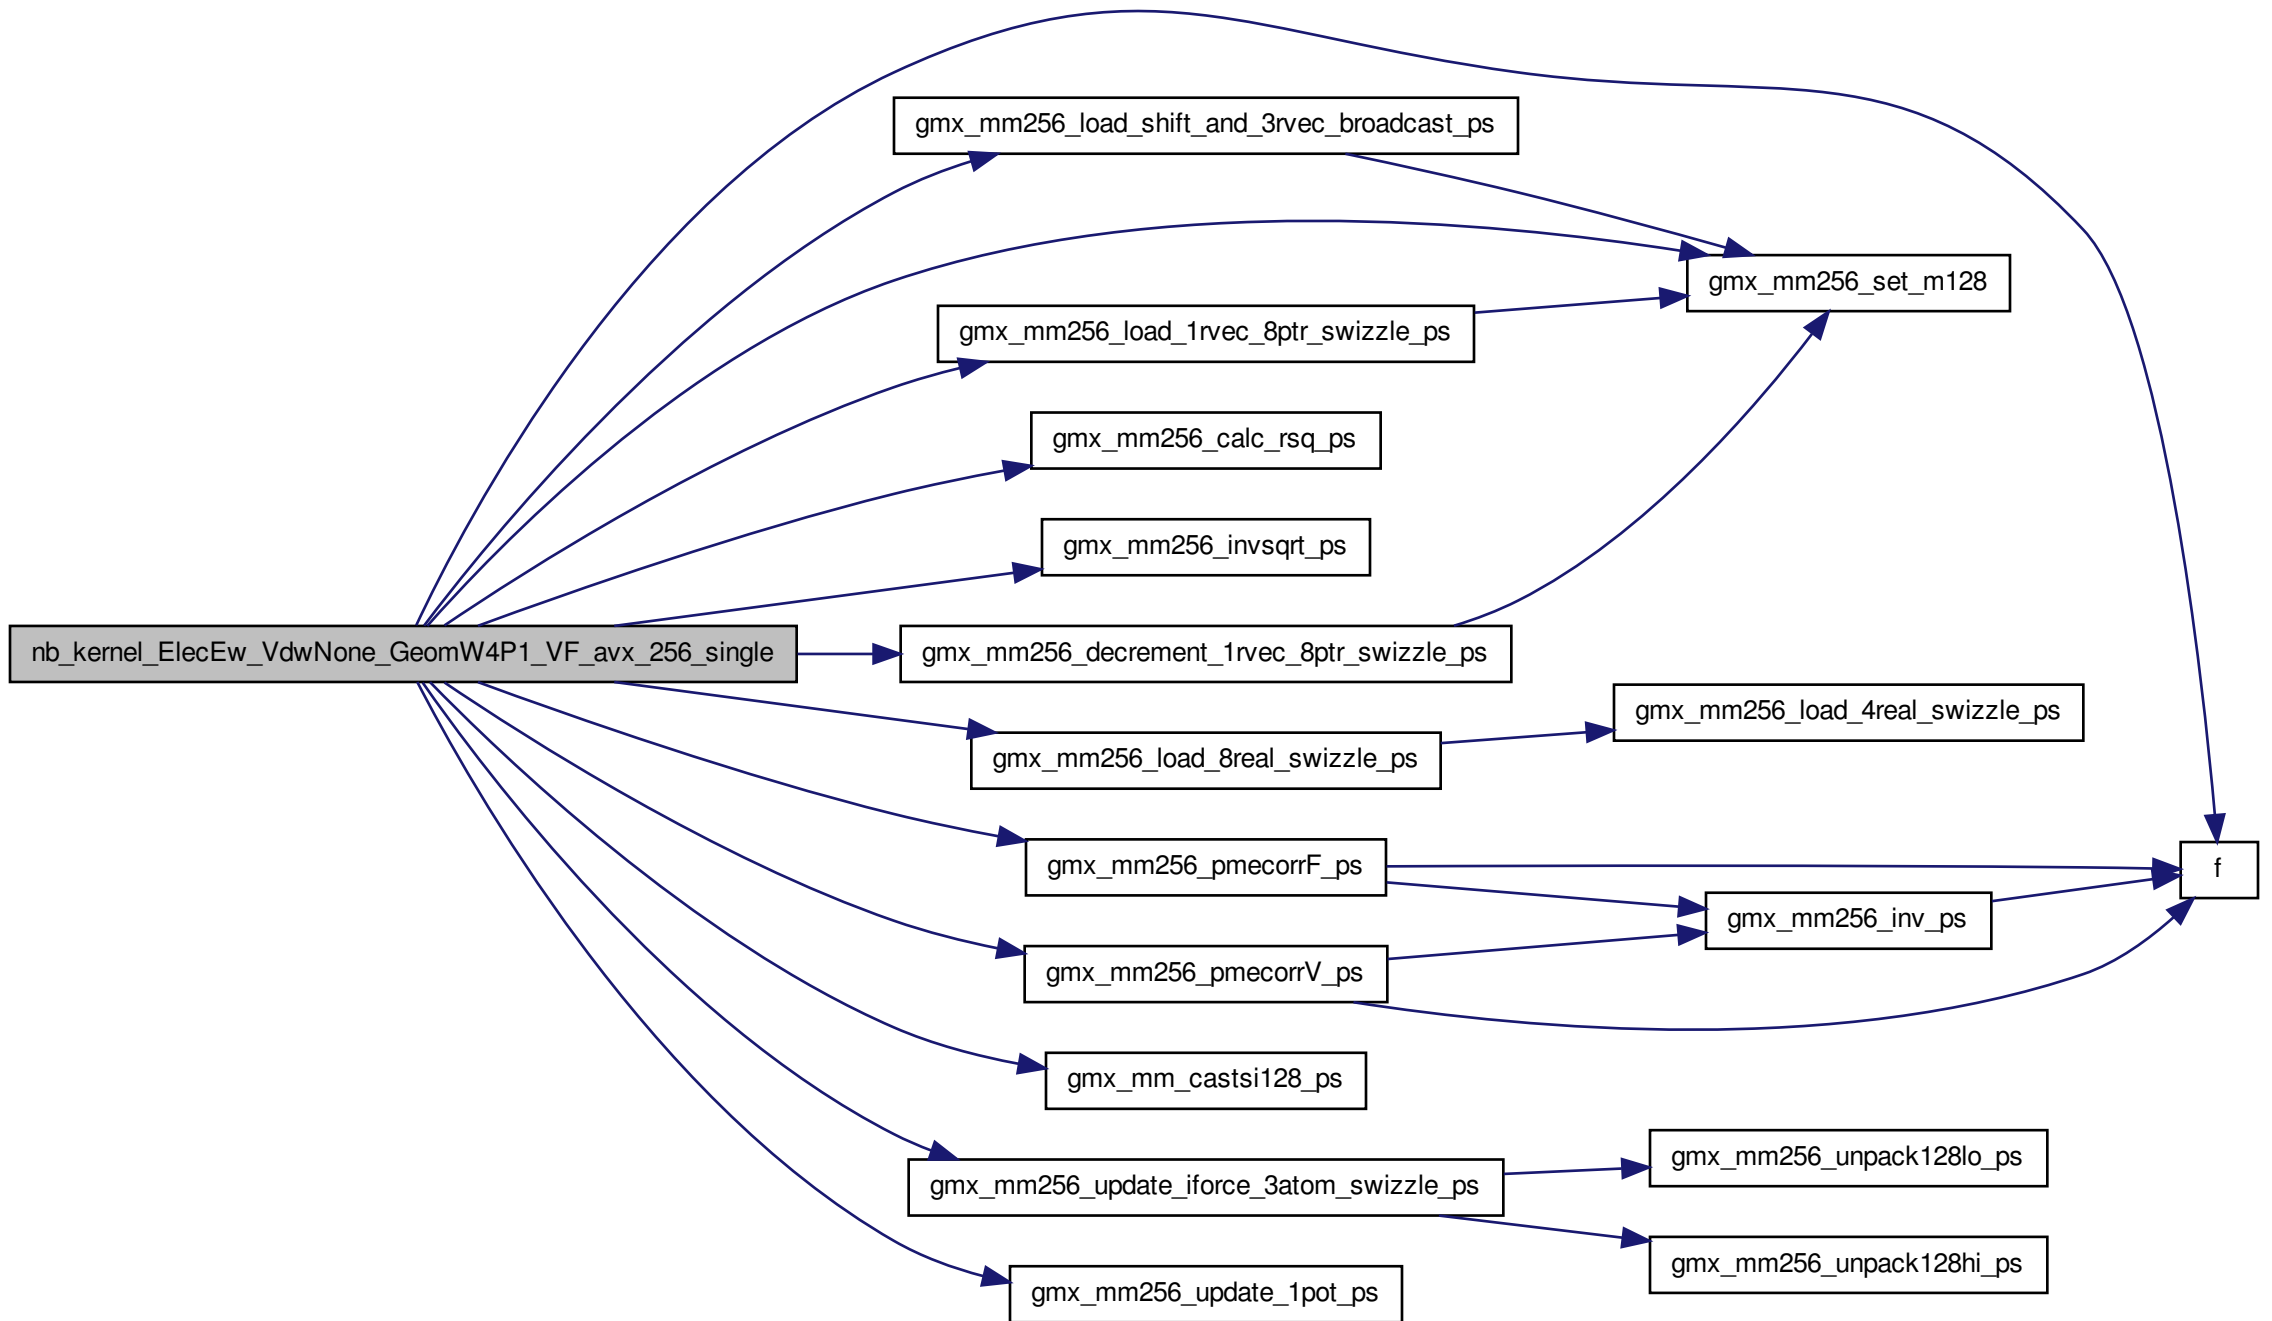 gmx_mm256_load_shift_and_3rvec_broadcast_ps
gmx_mm256_set_m128
gmx_mm256_load_1rvec_8ptr_swizzle_ps
gmx_mm256_calc_rsq_ps
gmx_mm256_invsqrt_ps
nb_kernel_ElecEw_VdwNone_GeomW4P1_VF_avx_256_single
gmx_mm256_decrement_1rvec_8ptr_swizzle_ps
gmx_mm256_load_4real_swizzle_ps
gmx_mm256_load_8real_swizzle_ps
gmx_mm256_pmecorrF_ps
f
gmx_mm256_inv_ps
gmx_mm256_pmecorrV_ps
gmx_mm_castsi128_ps
gmx_mm256_unpack128lo_ps
gmx_mm256_update_iforce_3atom_swizzle_ps
gmx_mm256_unpack128hi_ps
gmx_mm256_update_1pot_ps